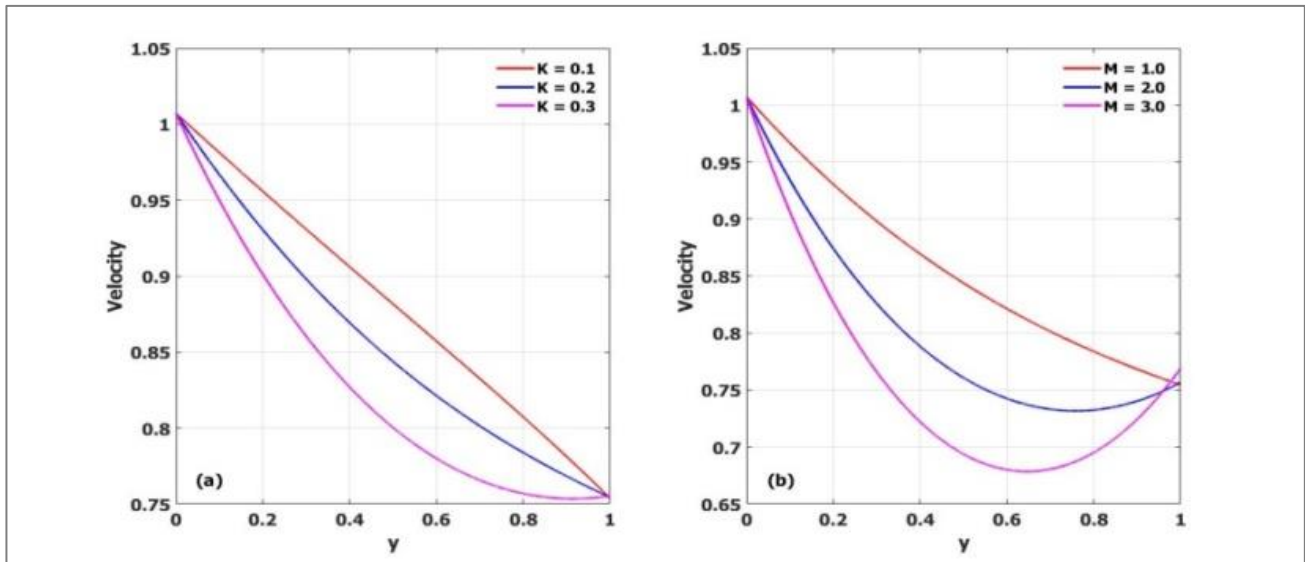 1.05
1
0.95
0.9
0.85
0.8
0.75
Velocity
K = 0.1
K = 0.2
K = 0.3
(a)
0 0.2 0.4 0.6 0.8 1
y
1.05
1
0.95
0.9
0.85
0.8
0.75
0.7
0.65
Velocity
M = 1.0
M = 2.0
M = 3.0
(b)
0 0.2 0.4 0.6 0.8 1
y